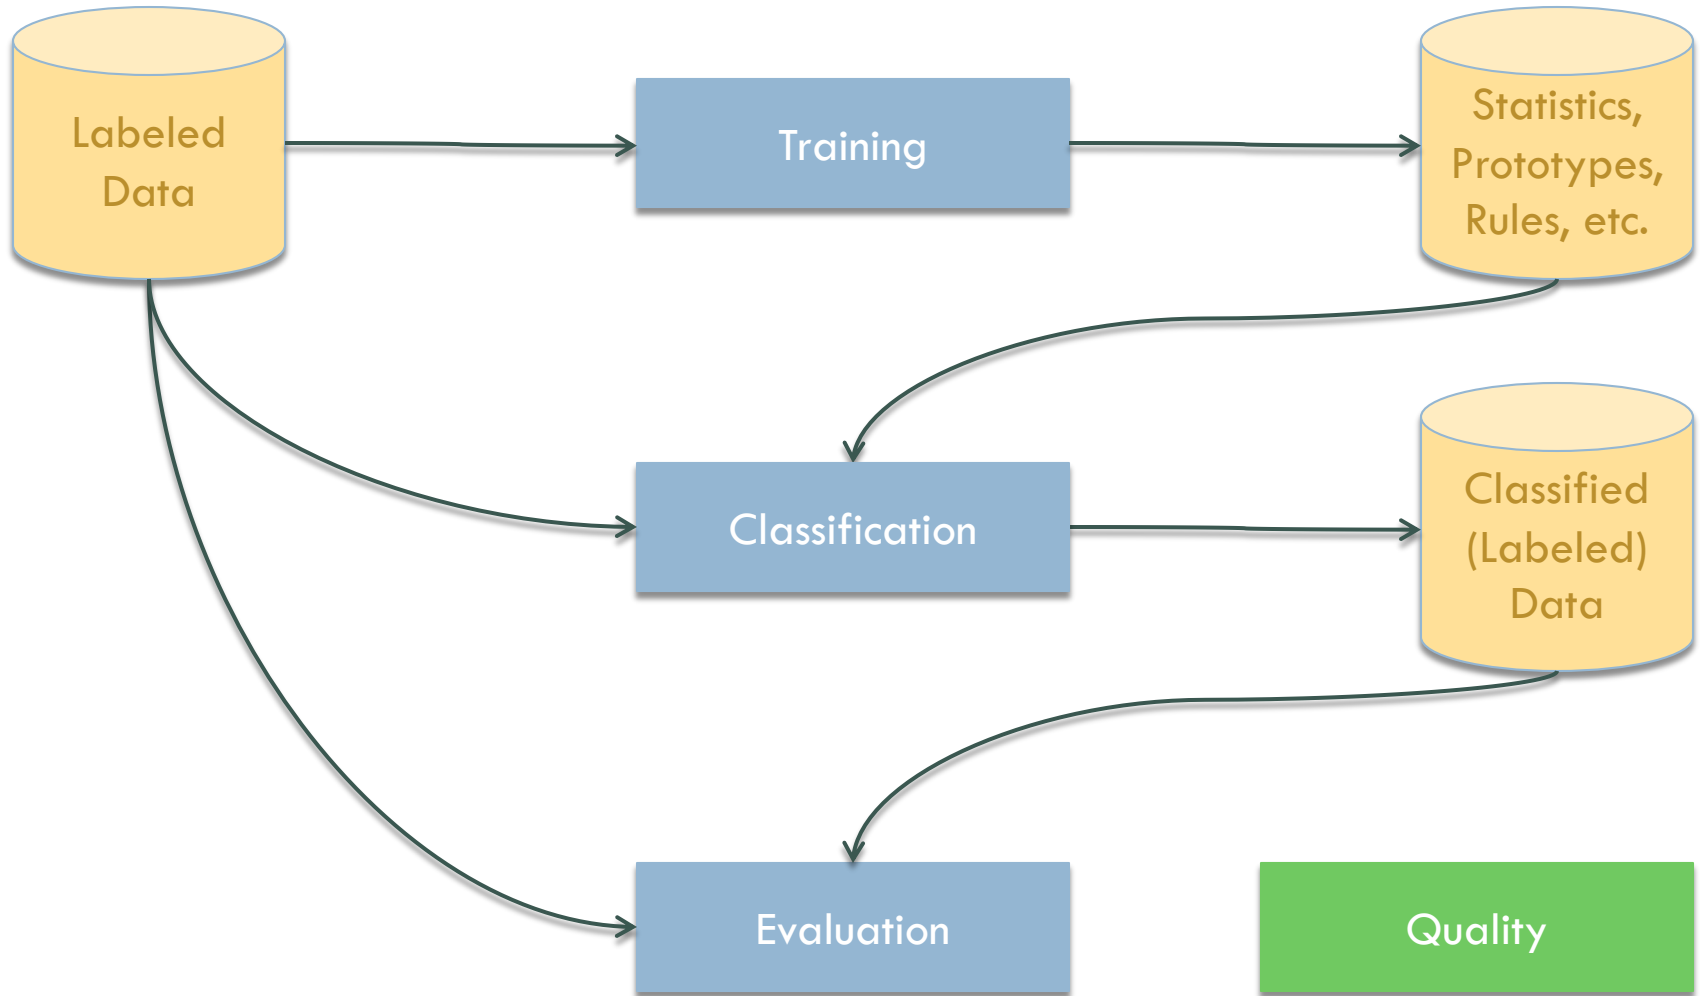 Labeled
Data
Training
Statistics,
Prototypes,
Rules, etc.
Classification
Classified
(Labeled)
Data
Evaluation
Quality